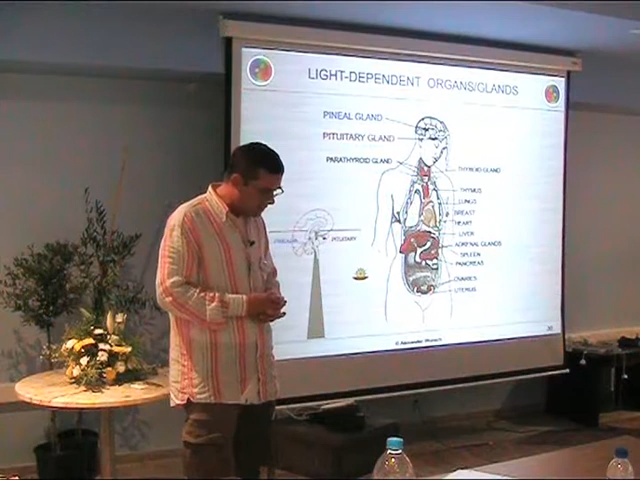 LIGHT-DEPENDENT ORGANS/GLANDS
PINEAL GLAND
PITUITARY GLAND
PARATHYROID GLAND
THYROID GLAND
THYMUS
LUNGS
BREAST
HEART
LIVER
ADRENAL GLANDS
SPLEEN
PANCREAS
OVARIES
UTERUS
PITUITARY
© Alexander